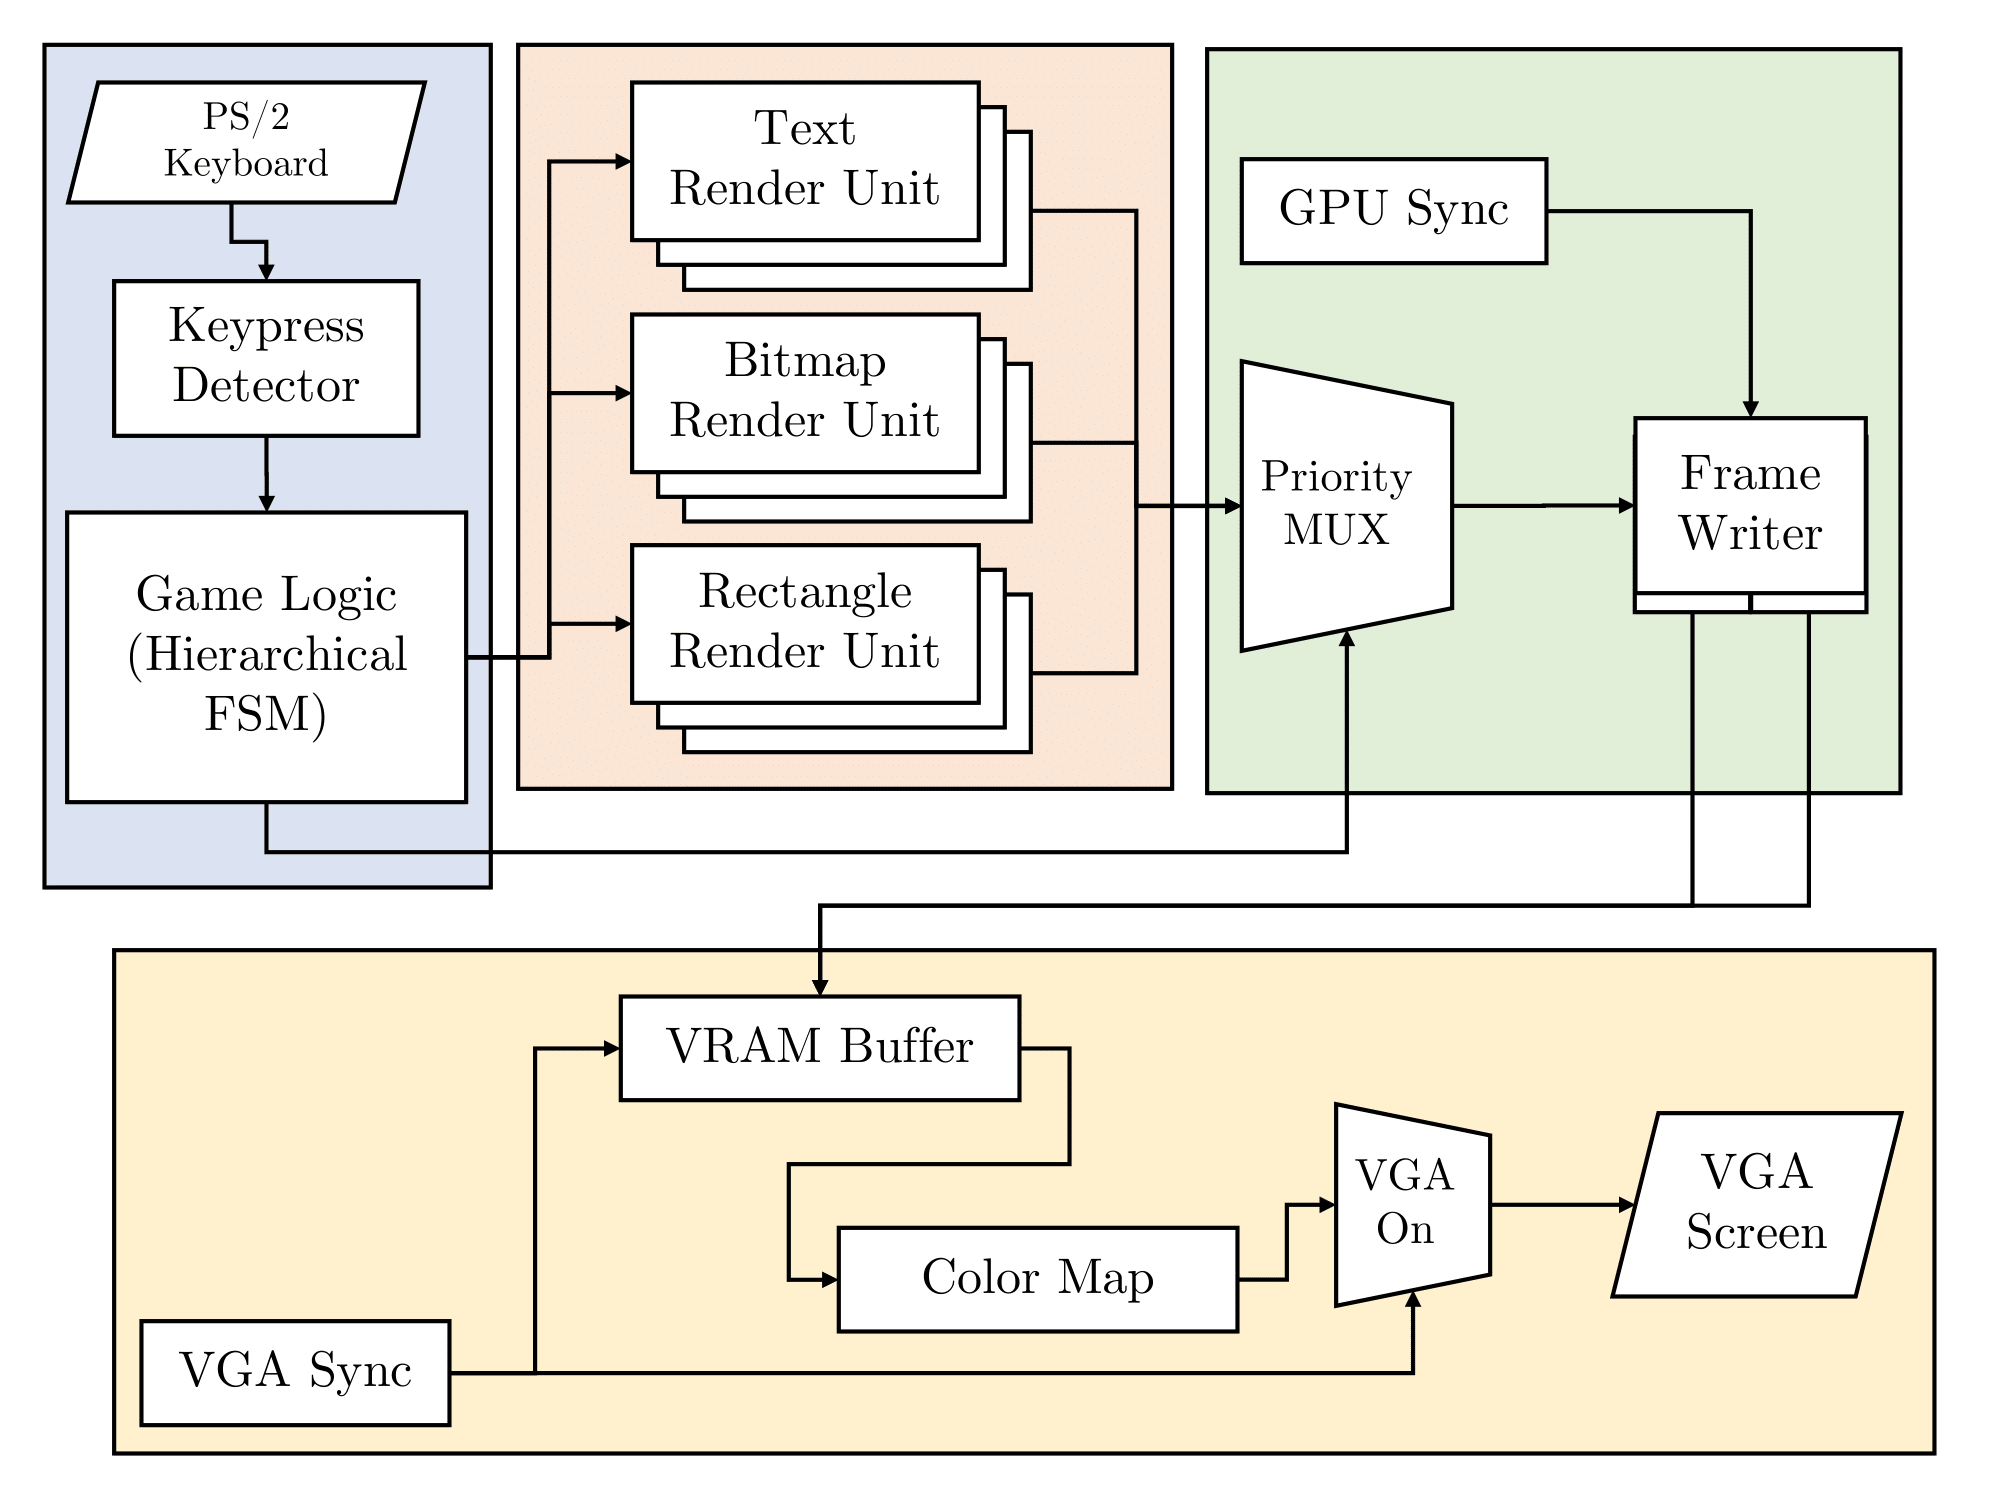 PS/2
Keyboard
Keypress
Detector
Game Logic
(Hierarchical
FSM)
Text
Render Unit
Bitmap
Render Unit
Rectangle
Render Unit
GPU Sync
Priority
MUX
Frame
Writer
VRAM Buffer
Color Map
VGA
On
VGA
Screen
VGA Sync